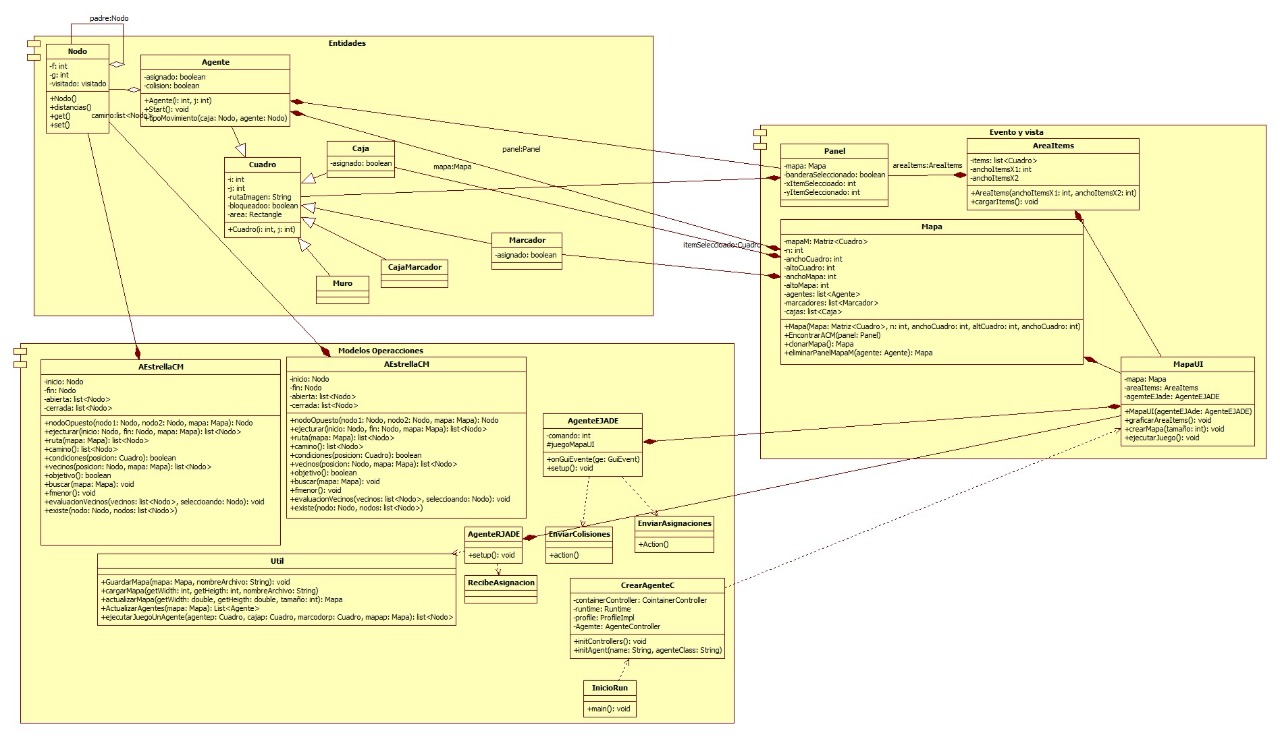 padre:Nodo
Entidades
Nodo
-f: int
-g: int
-visitado: visitado
+Nodo()
+distancias()
+get()
+set()
camino:list<Nodo>
Agente
-asignado: boolean
-colision: boolean
+Agente(i: int, j: int)
+Start(): void
+tipoMovimiento(caja: Nodo, agente: Nodo)
Cuadro
-i: int
-j: int
-rutaImagen: String
-bloqueados: boolean
-area: Rectangle
+Cuadro(i: int, j: int)
Caja
-asignado: boolean
Marcador
-asignado: boolean
CajaMarcador
Muro
panel:Panel
mapa:Mapa
itemSeleccioado:Cuadro
Evento y vista
Panel
-mapa: Mapa
-banderaSeleccionado: boolean
-xItemSeleccioado: int
-yItemSeleccionado: int
areaItems:AreaItems
AreaItems
-items: list<Cuadro>
-anchoItemsX1: int
-anchoItemsX2
+AreaItems(anchoItemsX1: int, anchoItemsX2: int)
+cargarItems(): void
Mapa
-mapaM: Matriz<Cuadro>
-n: int
-anchoCuadro: int
-altoCuadro: int
-anchoMapa: int
-altoMapa: int
-agentes: list<Agente>
-marcadores: list<Marcador>
-cajas: list<Caja>
+Mapa(Mapa: Matriz<Cuadro>, n: int, anchoCuadro: int, altCuadro: int, anchoCuadro: int)
+EncontrarACM(panel: Panel)
+clonarMapa(): Mapa
+eliminarPanelMapaM(agente: Agente): Mapa
MapaUI
-mapa: Mapa
-areaItems: AreaItems
-agemteEJade: AgenteEJADE
+MapaUI(agenteEJAde: AgenteEJADE)
+graficarAreaItems(): void
+crearMapa(tamaño: int): void
+ejecutarJuego(): void
Modelos Operacciones
AEstrellaCM
-inicio: Nodo
-fin: Nodo
-abierta: list<Nodo>
-cerrada: list<Nodo>
+nodoOpuesto(nodo1: Nodo, nodo2: Nodo, mapa: Mapa): Nodo
+ejecturar(inicio: Nodo, fin: Nodo, mapa: Mapa): list<Nodo>
+ruta(mapa: Mapa): list<Nodo>
+camino(): list<Nodo>
+condiciones(posicion: Cuadro): boolean
+vecinos(posicion: Nodo, mapa: Mapa): list<Nodo>
+objetivo(): boolean
+buscar(mapa: Mapa): void
+fmenor(): void
+evaluacionVecinos(vecinos: list<Nodo>, seleccioando: Nodo): void
+existe(nodo: Nodo, nodos: list<Nodo>)
AEstrellaCM
-inicio: Nodo
-fin: Nodo
-abierta: list<Nodo>
-cerrada: list<Nodo>
+nodoOpuesto(nodo1: Nodo, nodo2: Nodo, mapa: Mapa): Nodo
+ejecturar(inicio: Nodo, fin: Nodo, mapa: Mapa): list<Nodo>
+ruta(mapa: Mapa): list<Nodo>
+camino(): list<Nodo>
+condiciones(posicion: Cuadro): boolean
+vecinos(posicion: Nodo, mapa: Mapa): list<Nodo>
+objetivo(): boolean
+buscar(mapa: Mapa): void
+fmenor(): void
+evaluacionVecinos(vecinos: list<Nodo>, seleccioando: Nodo): void
+existe(nodo: Nodo, nodos: list<Nodo>)
AgenteEJADE
-comando: int
#juegoMapaUI
+onGuiEvente(ge: GuiEvent)
+setup(): void
AgenteRJADE
+setup(): void
EnviarColisiones
+action()
EnviarAsignaciones
+Action()
RecibeAsignacion
Util
+GuardarMapa(mapa: Mapa, nombreArchivo: String): void
+cargarMapa(getWidth: int, getHeigth: int, nombreArchivo: String)
+actualizarMapa(getWidth: double, getHeigth: double, tamaño: int): Mapa
+ActualizarAgentes(mapa: Mapa): List<Agente>
+ejecutarJuegoUnAgente(agentep: Cuadro, cajap: Cuadro, marcodorp: Cuadro, mapap: Mapa): list<Nodo>
CrearAgenteC
-containerController: CointainerController
-runtime: Runtime
-profile: ProfileImpl
-Agemte: AgenteController
+initControllers(): void
+initAgent(name: String, agenteClass: String)
InicioRun
+main(): void